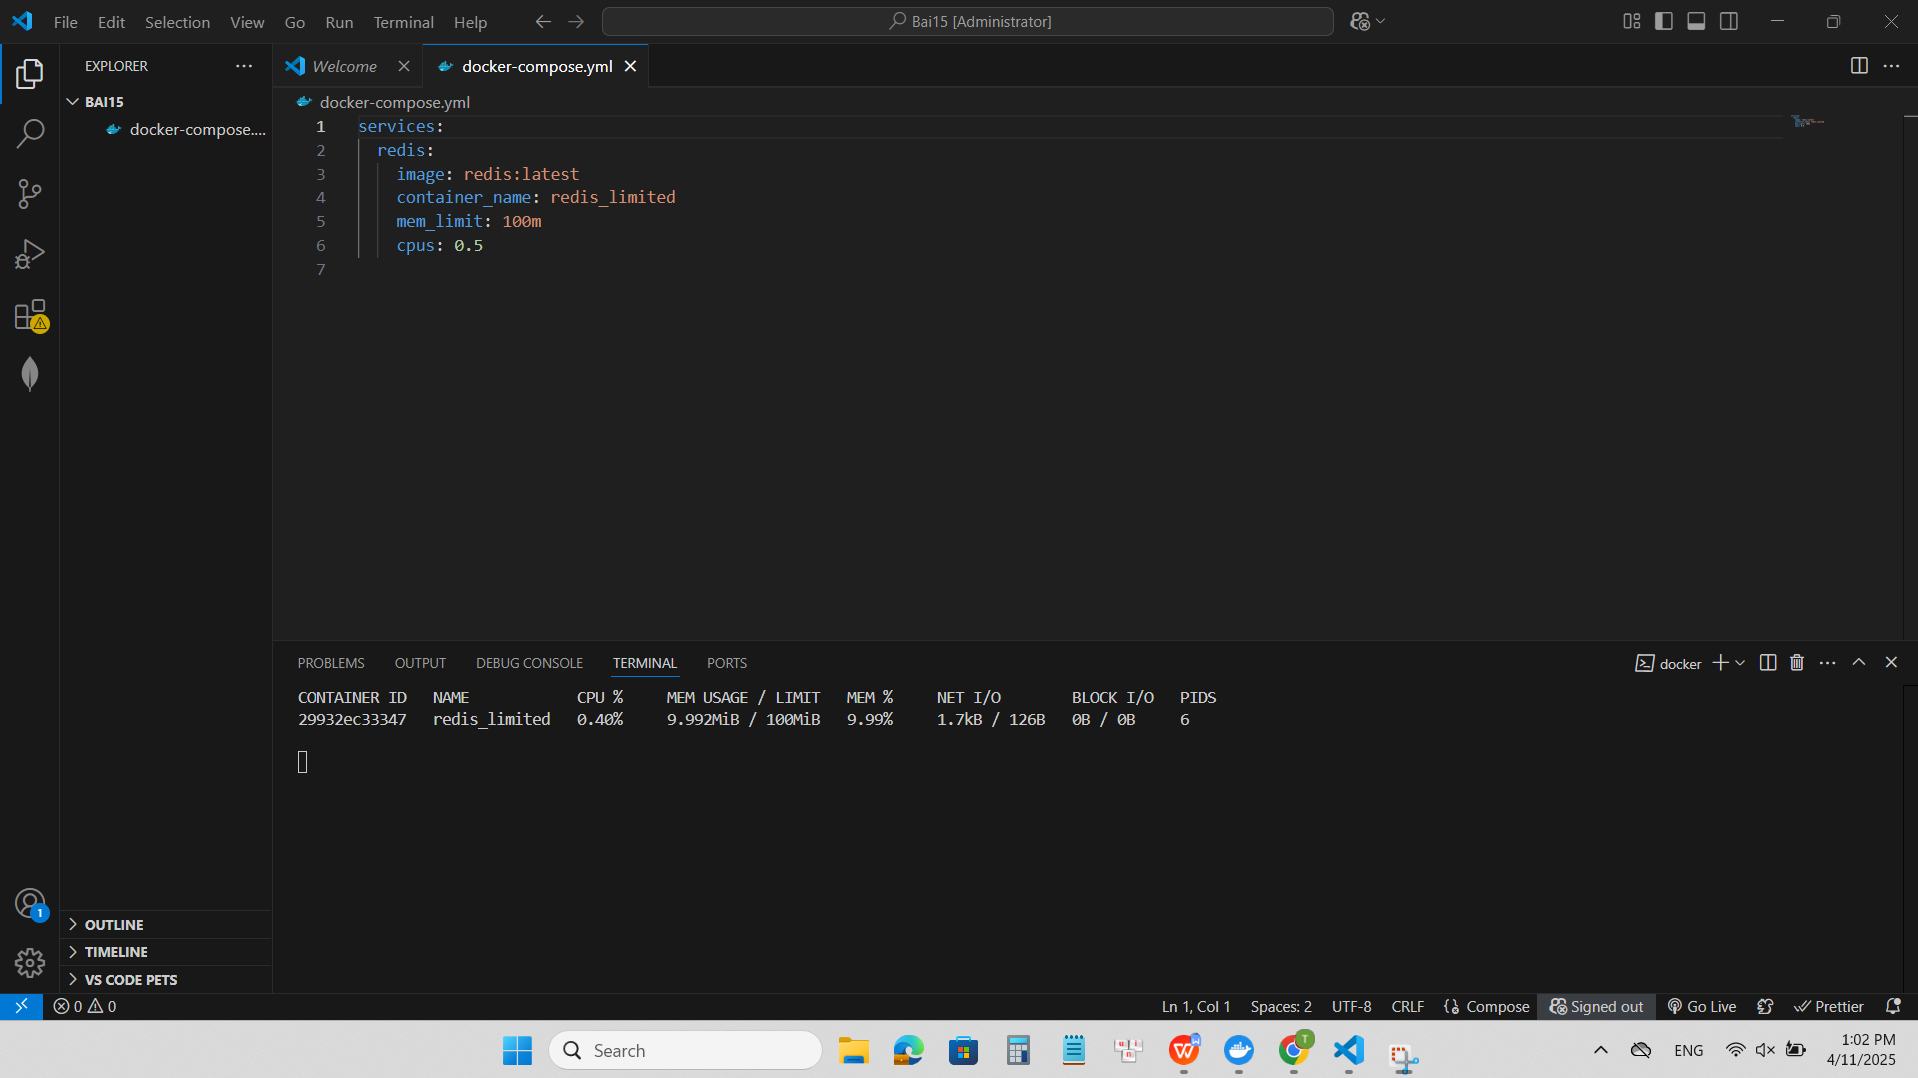 File Edit Selection View Go Run Terminal Help
Bai15 [Administrator]
EXPLORER
BAI15
docker-compose....
Welcome
docker-compose.yml
docker-compose.yml
1 services:
2 redis:
3 image: redis:latest
4 container_name: redis_limited
5 mem_limit: 100m
6 cpus: 0.5
7
PROBLEMS OUTPUT DEBUG CONSOLE TERMINAL PORTS
docker
CONTAINER ID NAME CPU % MEM USAGE / LIMIT MEM % NET I/O BLOCK I/O PIDS
29932ec33347 redis_limited 0.40% 9.992MiB / 100MiB 9.99% 1.7kB / 126B 0B / 0B 6
1
OUTLINE
TIMELINE
VS CODE PETS
0 0
Ln 1, Col 1 Spaces: 2 UTF-8 CRLF Compose Signed out Go Live Prettier
Search
T
ENG
1:02 PM
4/11/2025